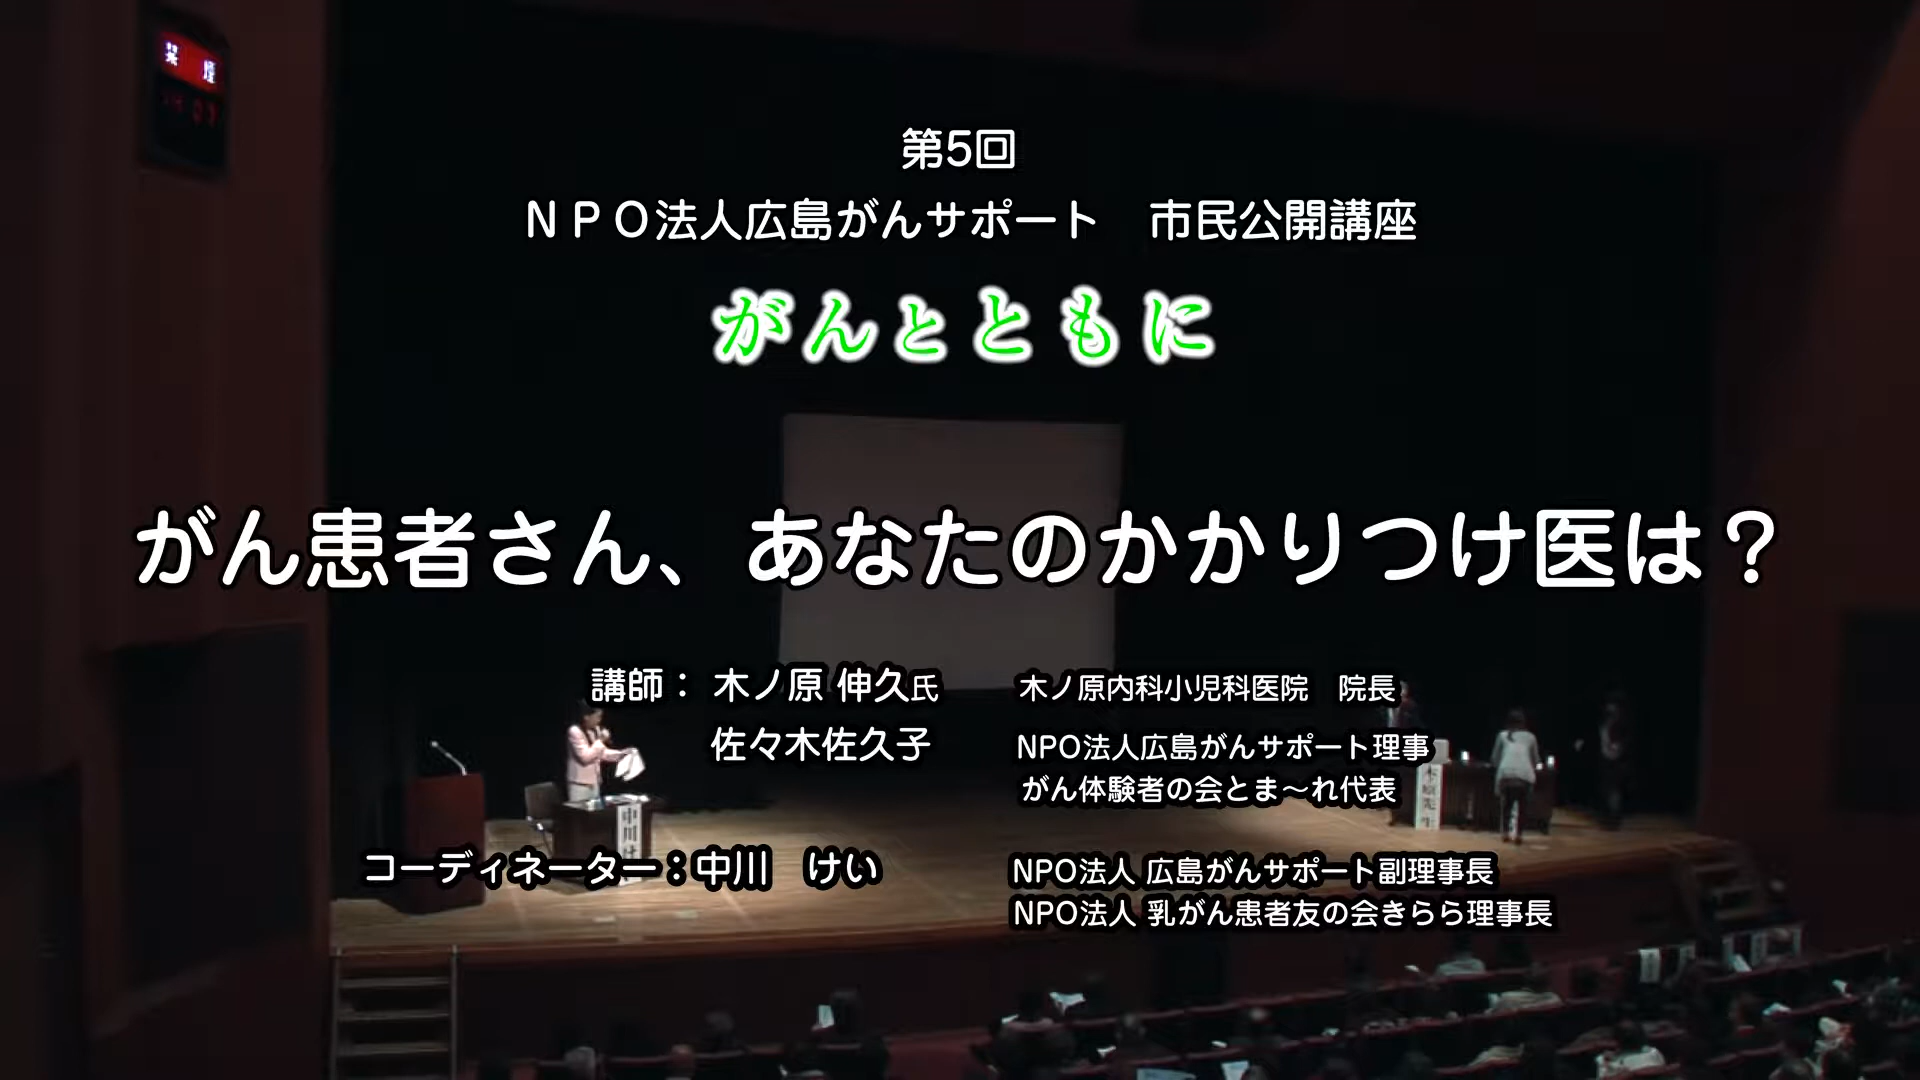 第5回
ＮＰＯ法人広島がんサポート　市民公開講座
がんとともに
がん患者さん、あなたのかかりつけ医は？
講師： 木ノ原 伸久氏　木ノ原内科小児科医院　院長
佐々木佐久子　NPO法人広島がんサポート理事
がん体験者の会とま～れ代表
コーディネーター：中川　けい　NPO法人 広島がんサポート副理事長
NPO法人 乳がん患者友の会きらら理事長
中川
木原先生